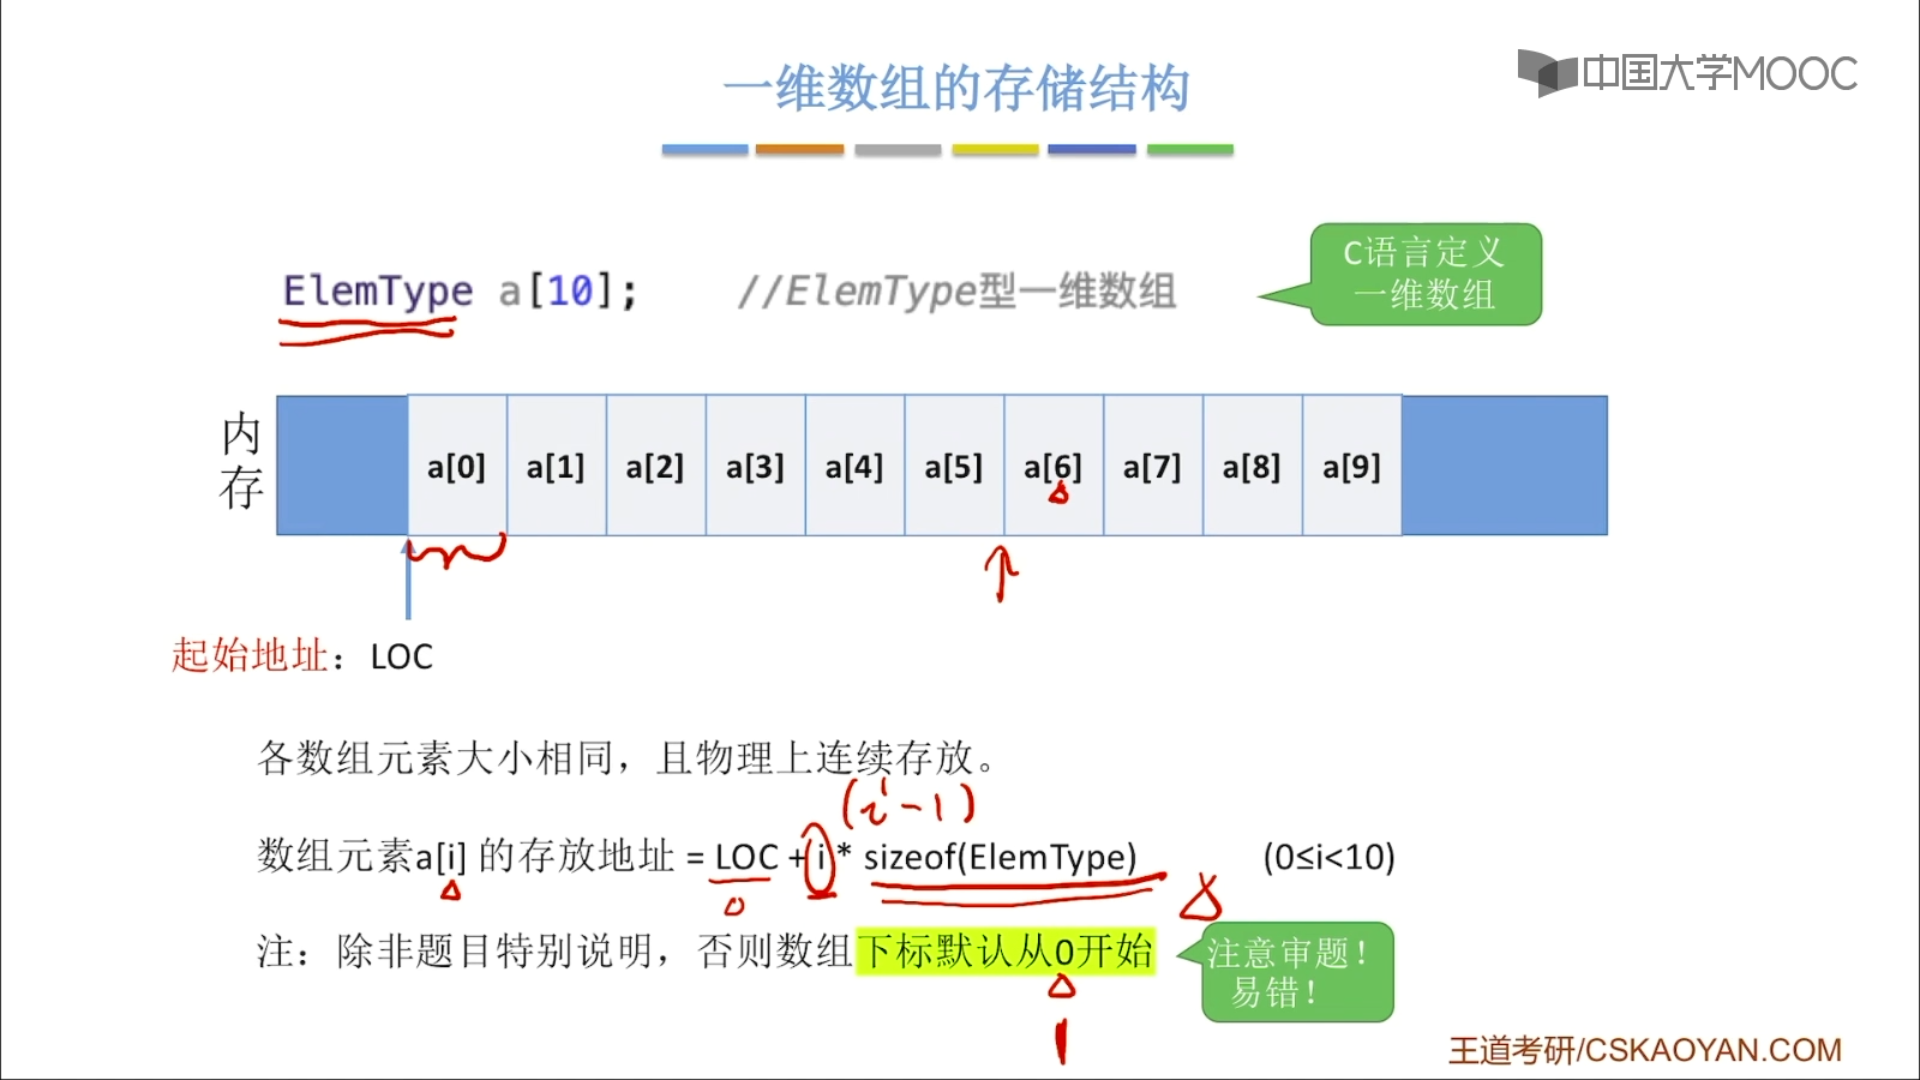 一维数组的存储结构
中国大学MOOC
ElemType a[10]; //ElemType型一维数组
C语言定义
一维数组
内存
a[0] a[1] a[2] a[3] a[4] a[5] a[6] a[7] a[8] a[9]
起始地址：LOC
各数组元素大小相同，且物理上连续存放。
(i-1)
数组元素a[i] 的存放地址 = LOC + i * sizeof(ElemType) (0≤i<10)
0
注：除非题目特别说明，否则数组下标默认从0开始
注意审题！
易错！
1
王道考研/CSKAOYAN.COM